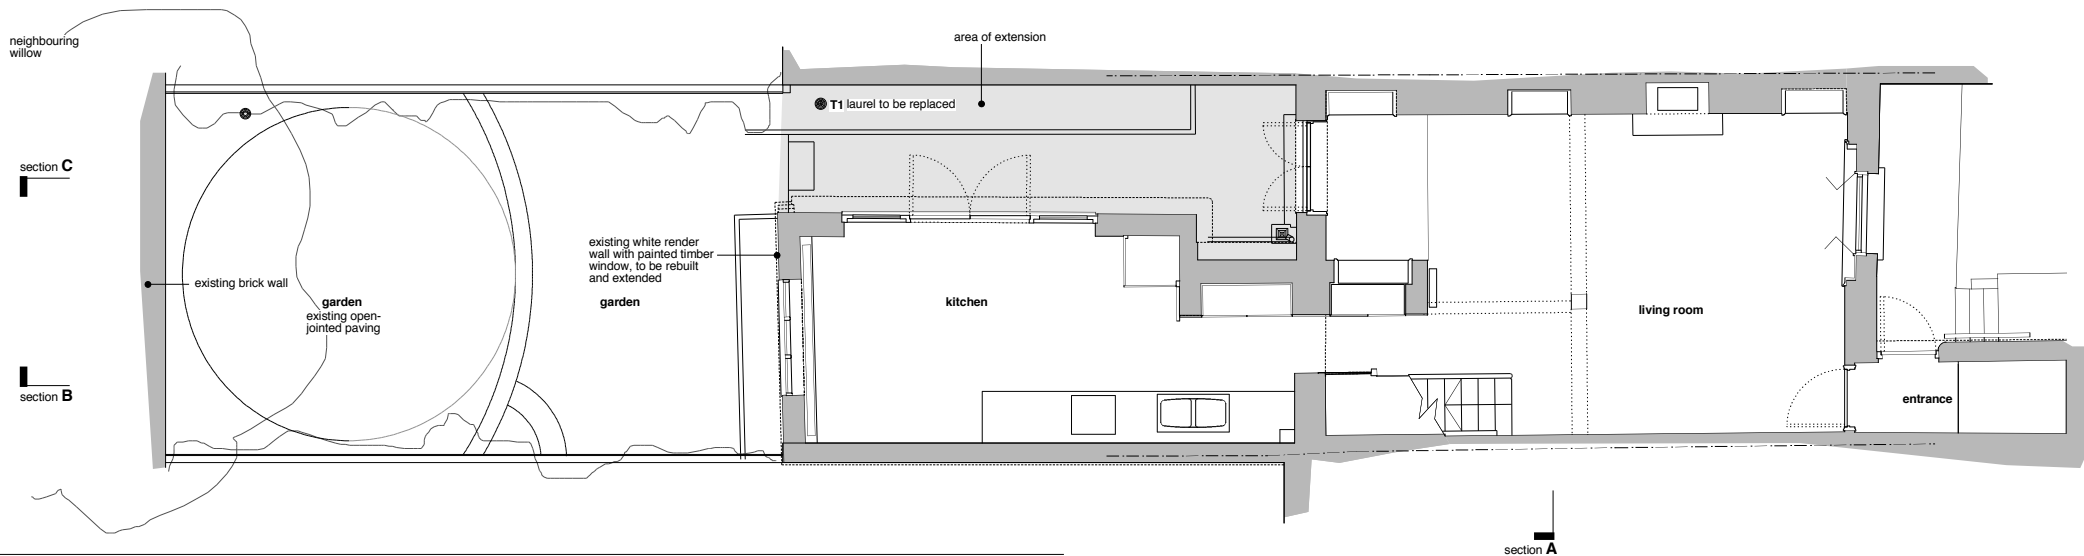 neighbouring
willow
area of extension
T1 laurel to be replaced
section C
existing white render
wall with painted timber
window, to be rebuilt
and extended
existing brick wall
garden
existing open-
jointed paving
garden
kitchen
living room
section B
entrance
section A